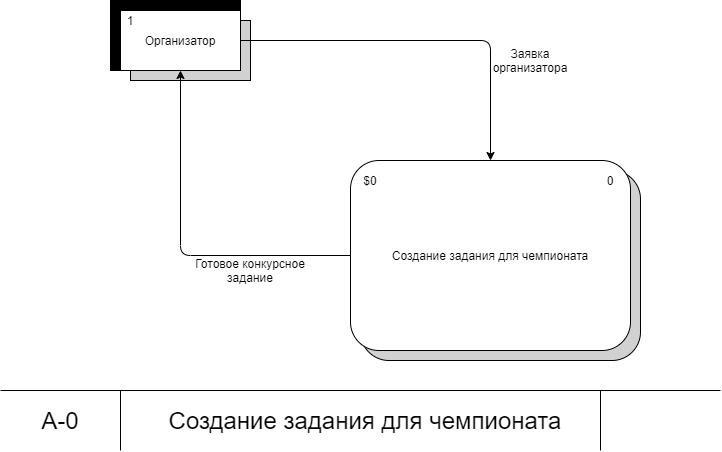 1
Организатор
Заявка
организатора
$0
0
Создание задания для чемпионата
Готовое конкурсное
задание
А-0
Создание задания для чемпионата